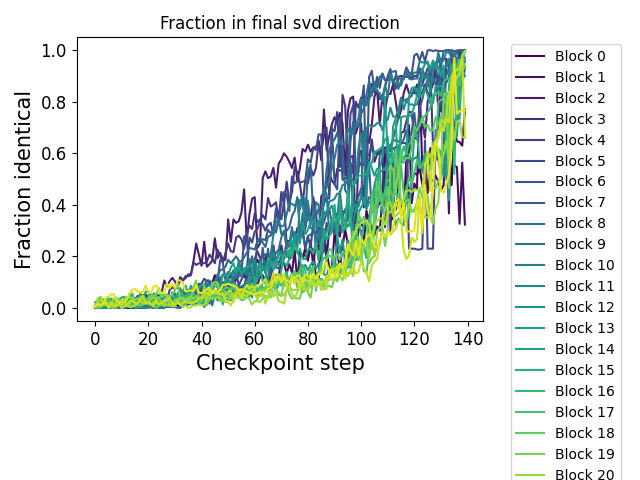 Fraction in final svd direction
Fraction identical
1.0
0.8
0.6
0.4
0.2
0.0
0 20 40 60 80 100 120 140
Checkpoint step
Block 0
Block 1
Block 2
Block 3
Block 4
Block 5
Block 6
Block 7
Block 8
Block 9
Block 10
Block 11
Block 12
Block 13
Block 14
Block 15
Block 16
Block 17
Block 18
Block 19
Block 20